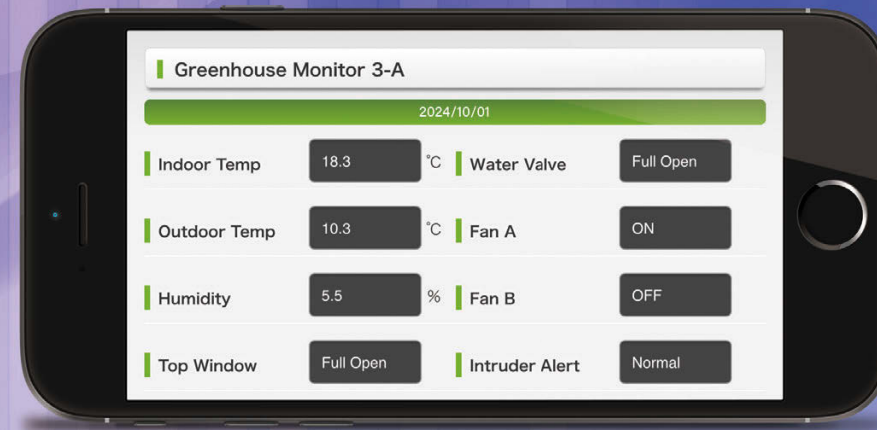 Greenhouse Monitor 3-A
2024/10/01
Indoor Temp 18.3 °C Water Valve Full Open
Outdoor Temp 10.3 °C Fan A ON
Humidity 5.5 % Fan B OFF
Top Window Full Open Intruder Alert Normal